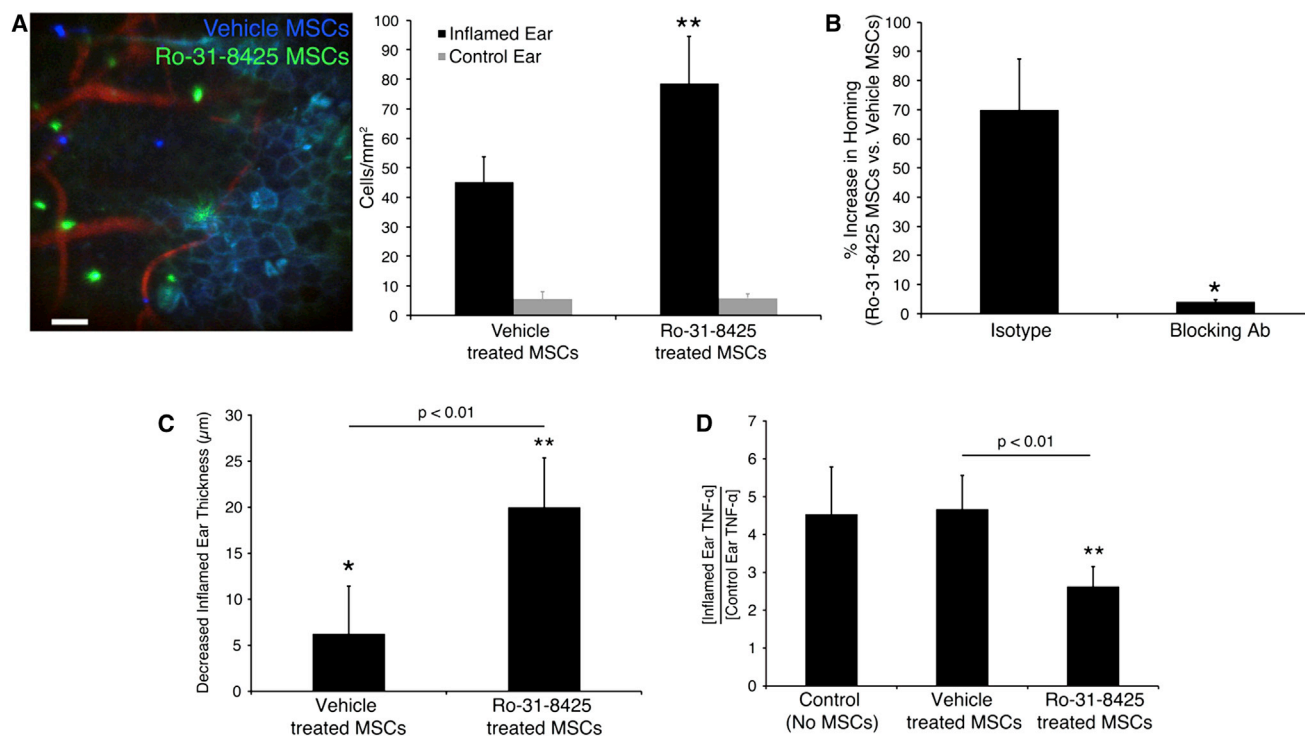 A
Vehicle MSCs
Ro-31-8425 MSCs
Cells/mm²
100
90
80
70
60
50
40
30
20
10
0
Inflamed Ear
Control Ear
**
Vehicle
treated MSCs
Ro-31-8425
treated MSCs
B
% Increase in Homing
(Ro-31-8425 MSCs vs. Vehicle MSCs)
100
90
80
70
60
50
40
30
20
10
0
*
Isotype
Blocking Ab
C
Decreased Inflamed Ear Thickness (µm)
30
25
20
15
10
5
0
p < 0.01
*
**
Vehicle
treated MSCs
Ro-31-8425
treated MSCs
D
[Inflamed Ear TNF-α]
[Control Ear TNF-α]
7
6
5
4
3
2
1
0
p < 0.01
**
Control
(No MSCs)
Vehicle
treated MSCs
Ro-31-8425
treated MSCs